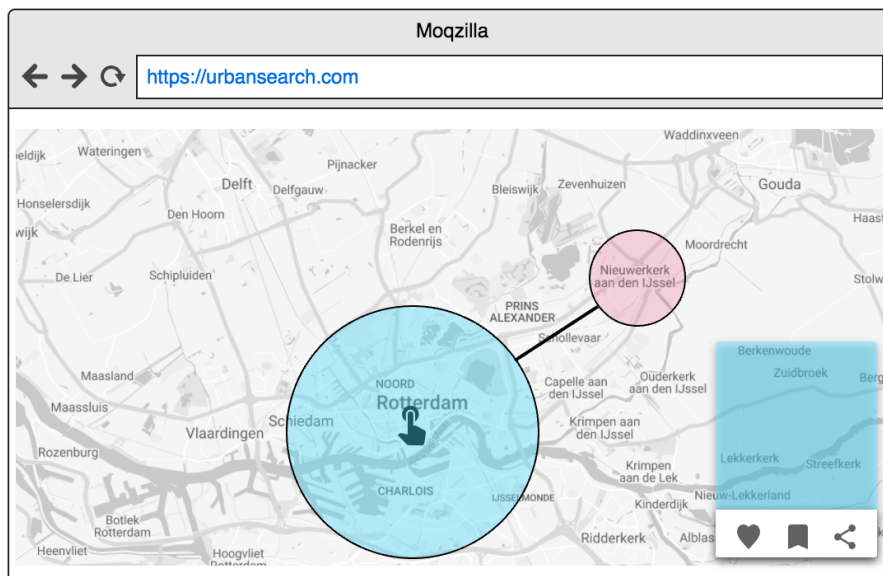 Moqzilla
https://urbansearch.com
Waddinxveen
eldijk
Wateringen
Pijnacker
Delft
Delfgauw
Bleiswijk
Zevenhuizen
Gouda
Honselersdijk
Den Hoorn
wijk
Berkel en
Rodenrijs
Haast
Moordrecht
De Lier
Schipluiden
Nieuwerkerk
aan den IJssel
Stolw
PRINS
ALEXANDER
Schollevaar
Berkenwoude
Maasland
NOORD
Rotterdam
Capelle aan
den IJssel
Ouderkerk
aan den IJssel
Zuidbroek
Berg
Maassluis
Schiedam
Vlaardingen
Krimpen aan
den IJssel
Rozenburg
Lekkerkerk
Streefkerk
Krimpen
aan de Lek
CHARLOIS
IJSSELMONDE
Nieuw-Lekkerland
Kinderdijk
Botlek
Rotterdam
Ridderkerk
Alblas
Heenvliet
Hoogvliet
Rotterdam